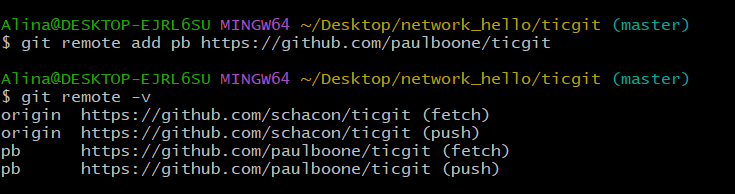 Alina@DESKTOP-EJRL6SU MINGW64 ~/Desktop/network_hello/ticgit (master)
$ git remote add pb https://github.com/paulboone/ticgit
Alina@DESKTOP-EJRL6SU MINGW64 ~/Desktop/network_hello/ticgit (master)
$ git remote -v
origin  https://github.com/schacon/ticgit (fetch)
origin  https://github.com/schacon/ticgit (push)
pb      https://github.com/paulboone/ticgit (fetch)
pb      https://github.com/paulboone/ticgit (push)